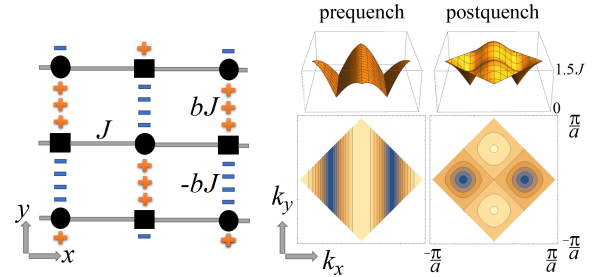 prequench postquench
1.5J
0
J
bJ
-bJ
y
x
k_y
k_x
π/a
-π/a
-π/a
π/a